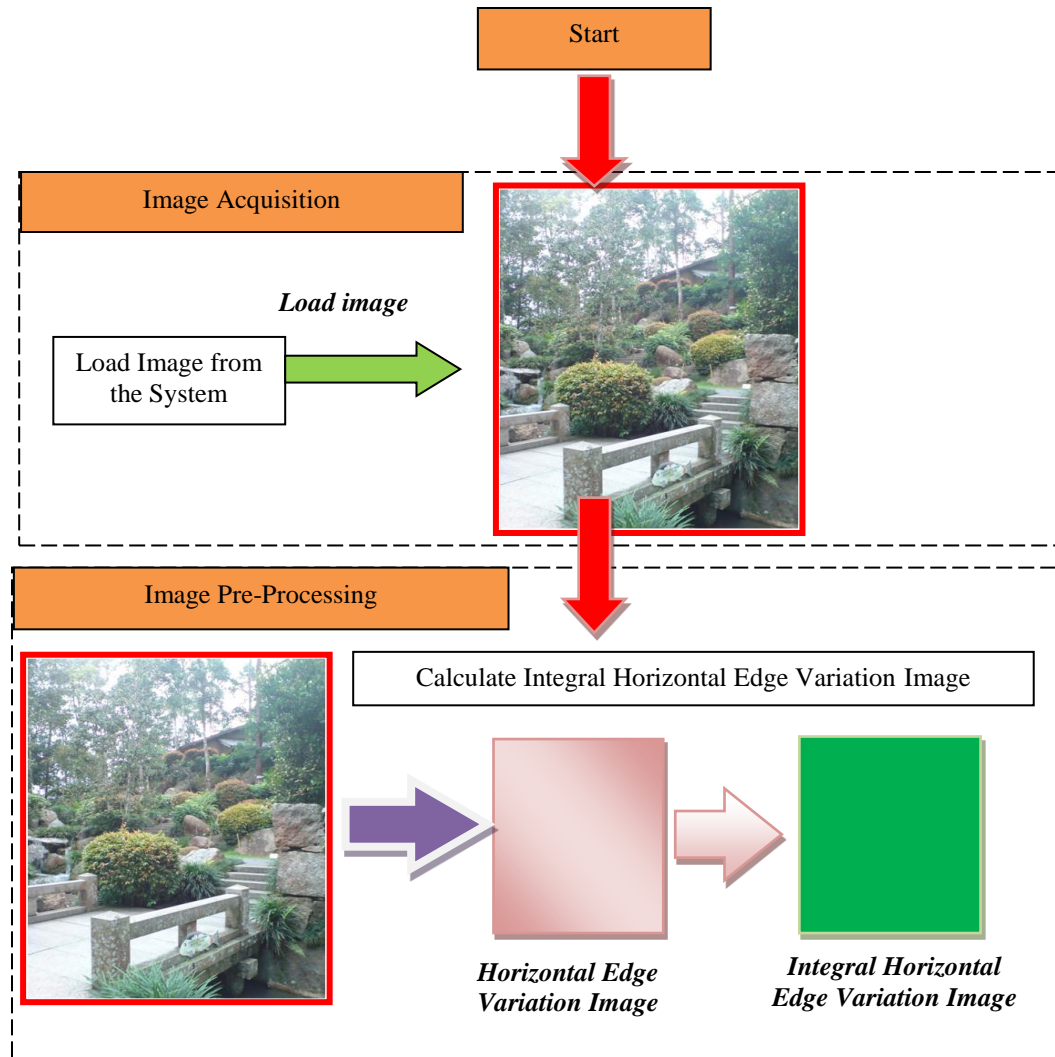 Start
Image Acquisition
Load image
Load Image from
the System
Image Pre-Processing
Calculate Integral Horizontal Edge Variation Image
Horizontal Edge
Variation Image
Integral Horizontal
Edge Variation Image